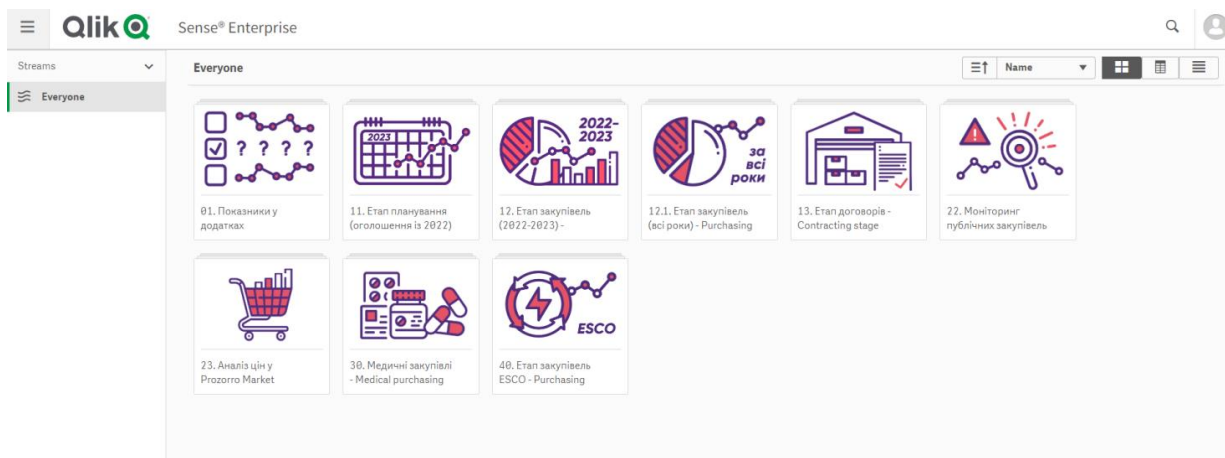 Qlik Q Sense® Enterprise
Streams
Everyone
Everyone
Name
01. Показники у
додатках
2023
11. Етап планування
(оголошення із 2022)
2022-
2023
12. Етап закупівель
(2022-2023) -
за
всі
роки
12.1. Етап закупівель
(всі роки) - Purchasing
13. Етап договорів -
Contracting stage
22. Моніторинг
публічних закупівель
23. Аналіз цін у
Prozorro Market
30. Медичні закупівлі
- Medical purchasing
ESCO
40. Етап закупівель
ESCO - Purchasing